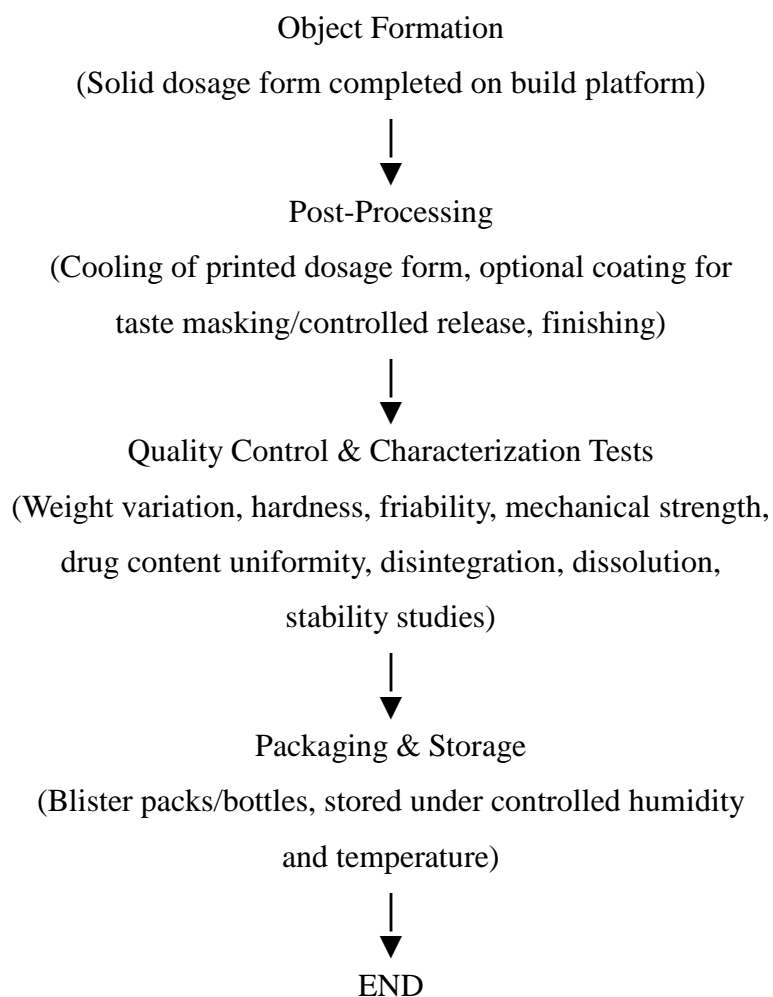 Object Formation
(Solid dosage form completed on build platform)
Post-Processing
(Cooling of printed dosage form, optional coating for
taste masking/controlled release, finishing)
Quality Control & Characterization Tests
(Weight variation, hardness, friability, mechanical strength,
drug content uniformity, disintegration, dissolution,
stability studies)
Packaging & Storage
(Blister packs/bottles, stored under controlled humidity
and temperature)
END